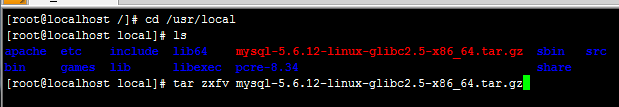 [root@localhost /]# cd /usr/local
[root@localhost local]# ls
apache  etc    include  lib64    mysql-5.6.12-linux-glibc2.5-x86_64.tar.gz  sbin   src
bin     games  lib      libexec  pcre-8.34                                  share
[root@localhost local]# tar zxfv mysql-5.6.12-linux-glibc2.5-x86_64.tar.gz